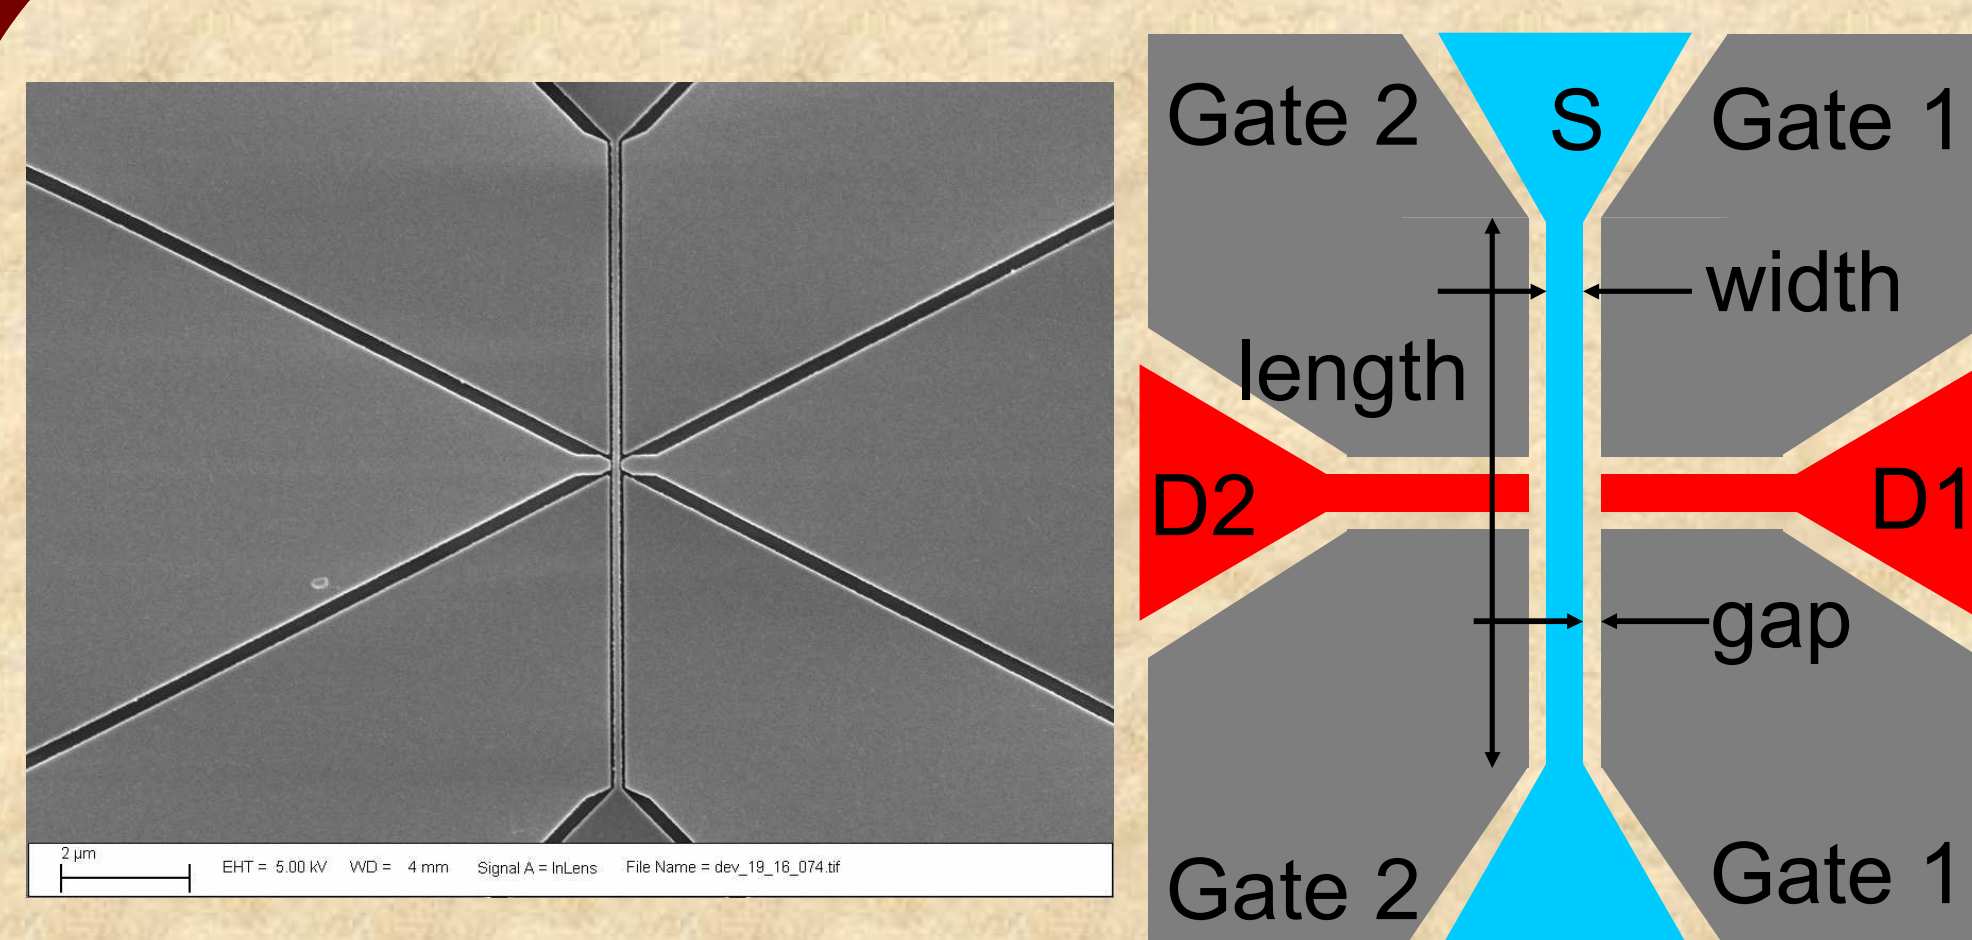 2 µm
EHT = 5.00 kV WD = 4 mm Signal A = InLens File Name = dev_19_16_074.tif
Gate 2 S Gate 1
width
length
D2 D1
gap
Gate 2 Gate 1